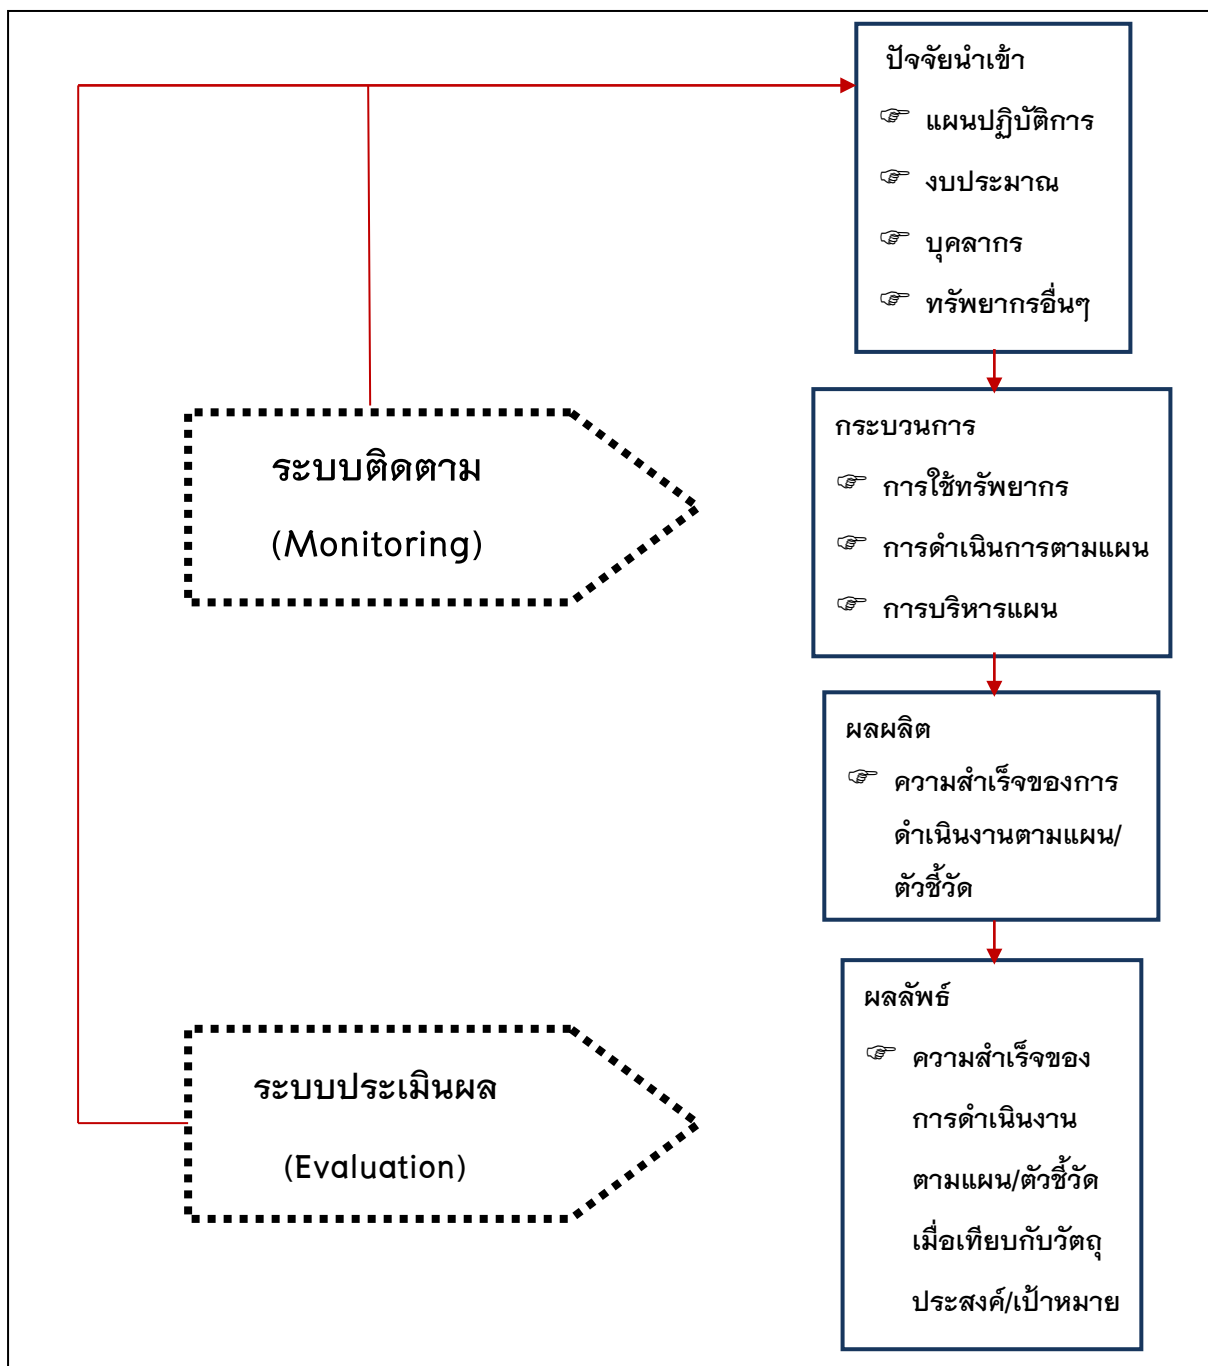 ปัจจัยนำเข้า
☞ แผนปฏิบัติการ
☞ งบประมาณ
☞ บุคลากร
☞ ทรัพยากรอื่นๆ
ระบบติดตาม
(Monitoring)
กระบวนการ
☞ การใช้ทรัพยากร
☞ การดำเนินการตามแผน
☞ การบริหารแผน
ผลผลิต
☞ ความสำเร็จของการ
ดำเนินงานตามแผน/
ตัวชี้วัด
ระบบประเมินผล
(Evaluation)
ผลลัพธ์
☞ ความสำเร็จของ
การดำเนินงาน
ตามแผน/ตัวชี้วัด
เมื่อเทียบกับวัตถุ
ประสงค์/เป้าหมาย